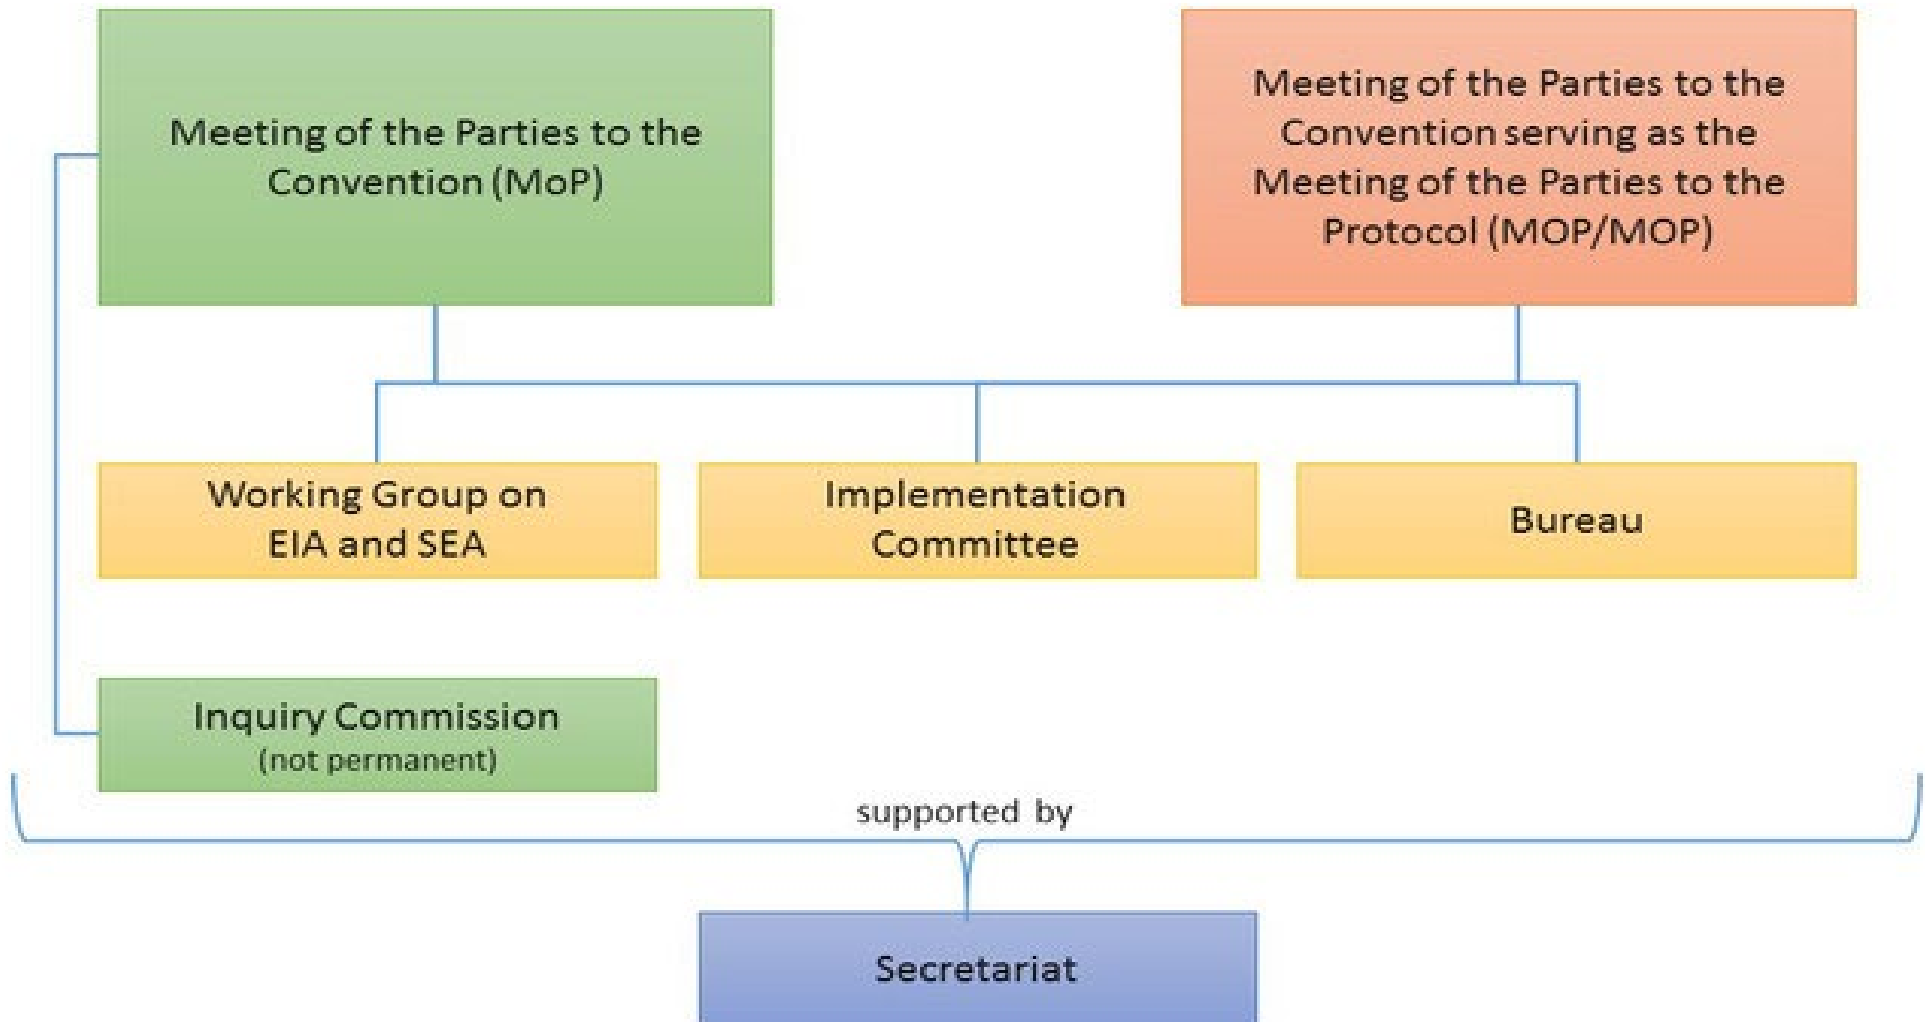 Meeting of the Parties to the
Convention (MoP)
Meeting of the Parties to the
Convention serving as the
Meeting of the Parties to the
Protocol (MOP/MOP)
Working Group on
EIA and SEA
Implementation
Committee
Bureau
Inquiry Commission
(not permanent)
supported by
Secretariat